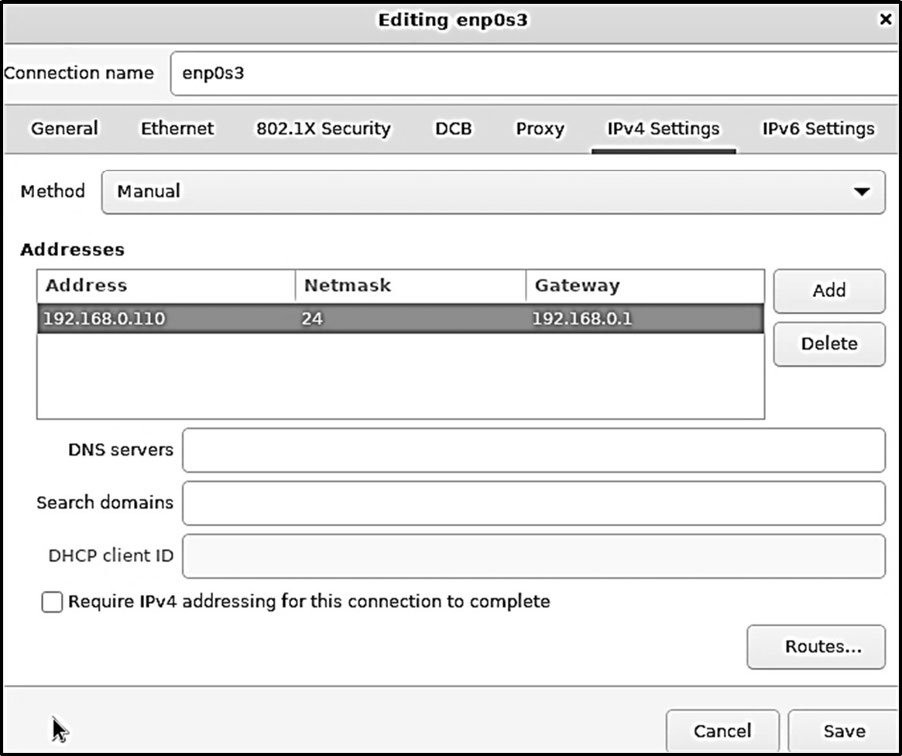 Editing enp0s3
Connection name enp0s3
General Ethernet 802.1X Security DCB Proxy IPv4 Settings IPv6 Settings
Method Manual
Addresses
Address Netmask Gateway
192.168.0.110 24 192.168.0.1
Add
Delete
DNS servers
Search domains
DHCP client ID
Require IPv4 addressing for this connection to complete
Routes...
Cancel Save